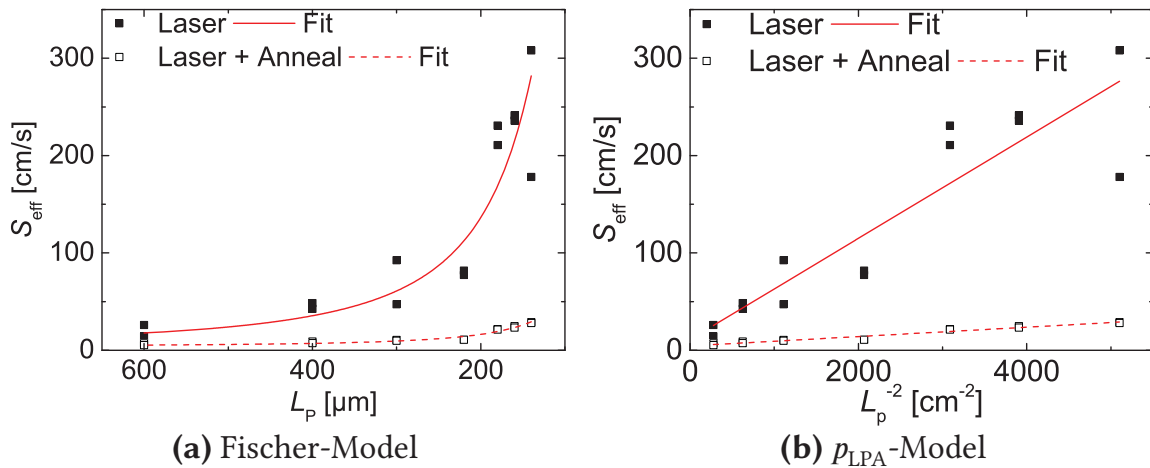 Laser Fit
Laser + Anneal Fit
300
200
100
0
S_eff [cm/s]
600 400 200
L_P [µm]
(a) Fischer-Model
Laser Fit
Laser + Anneal Fit
300
200
100
0
S_eff [cm/s]
0 2000 4000
L_p^-2 [cm^-2]
(b) p_LPA-Model